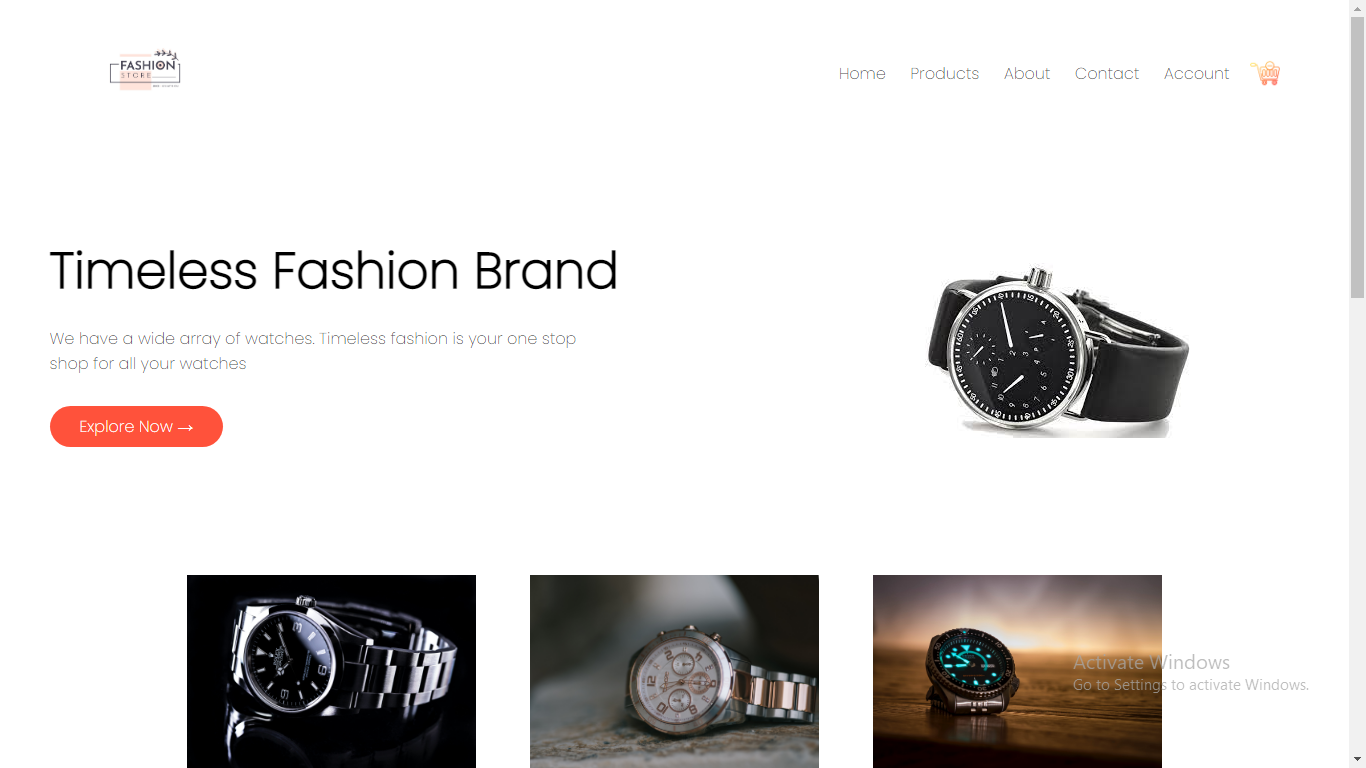 FASHION
STORE
Home
Products
About
Contact
Account
Timeless Fashion Brand
We have a wide array of watches. Timeless fashion is your one stop
shop for all your watches
Explore Now →
Activate Windows
Go to Settings to activate Windows.